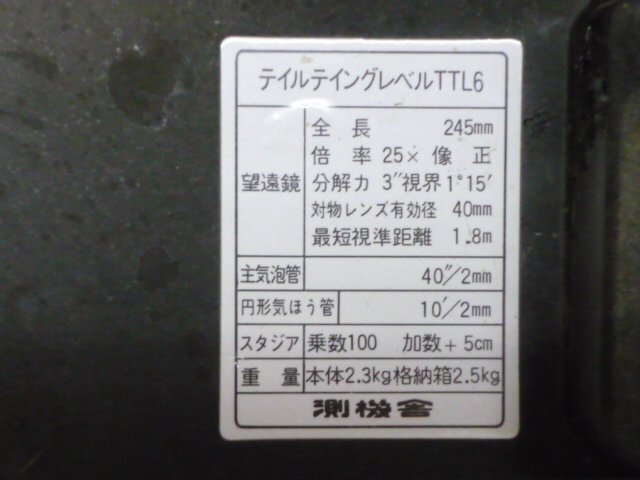 テイルテイングレベルTTL6
望遠鏡
全長 245mm
倍率 25× 像 正
分解力 3″視界1°15′
対物レンズ有効径 40mm
最短視準距離 1.8m
主気泡管 40″/2mm
円形気ほう管 10′/2mm
スタジア 乗数100 加数+5cm
重量 本体2.3kg格納箱2.5kg
測機舎